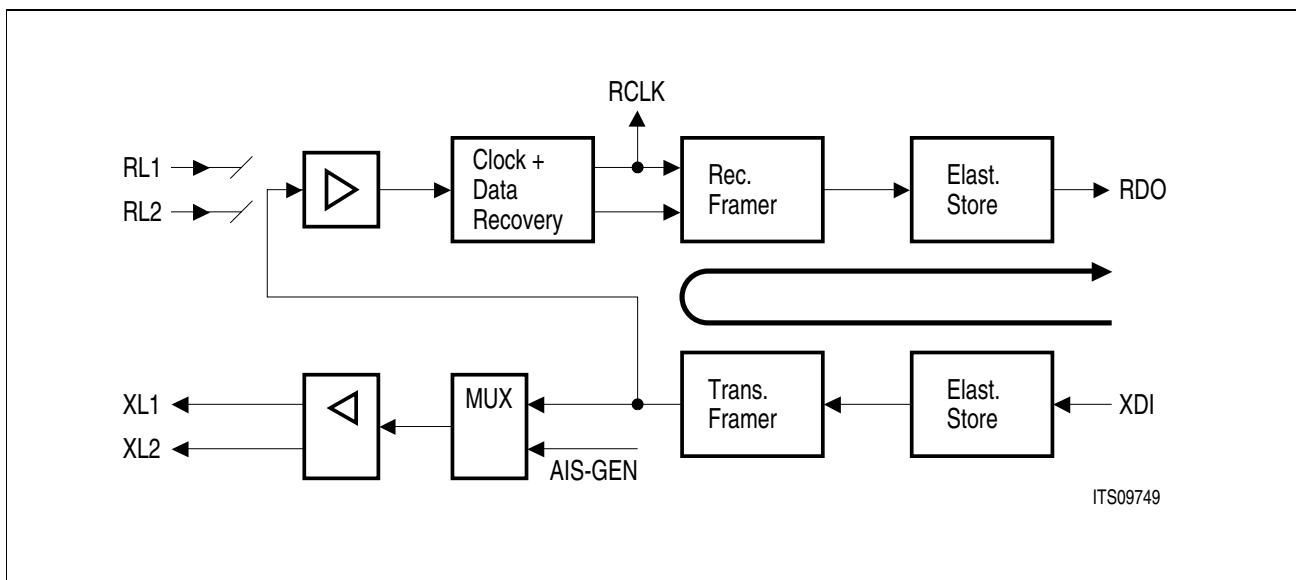 RCLK
RL1
RL2
Clock +
Data
Recovery
Rec.
Framer
Elast.
Store
RDO
XL1
XL2
MUX
AIS-GEN
Trans.
Framer
Elast.
Store
XDI
ITS09749